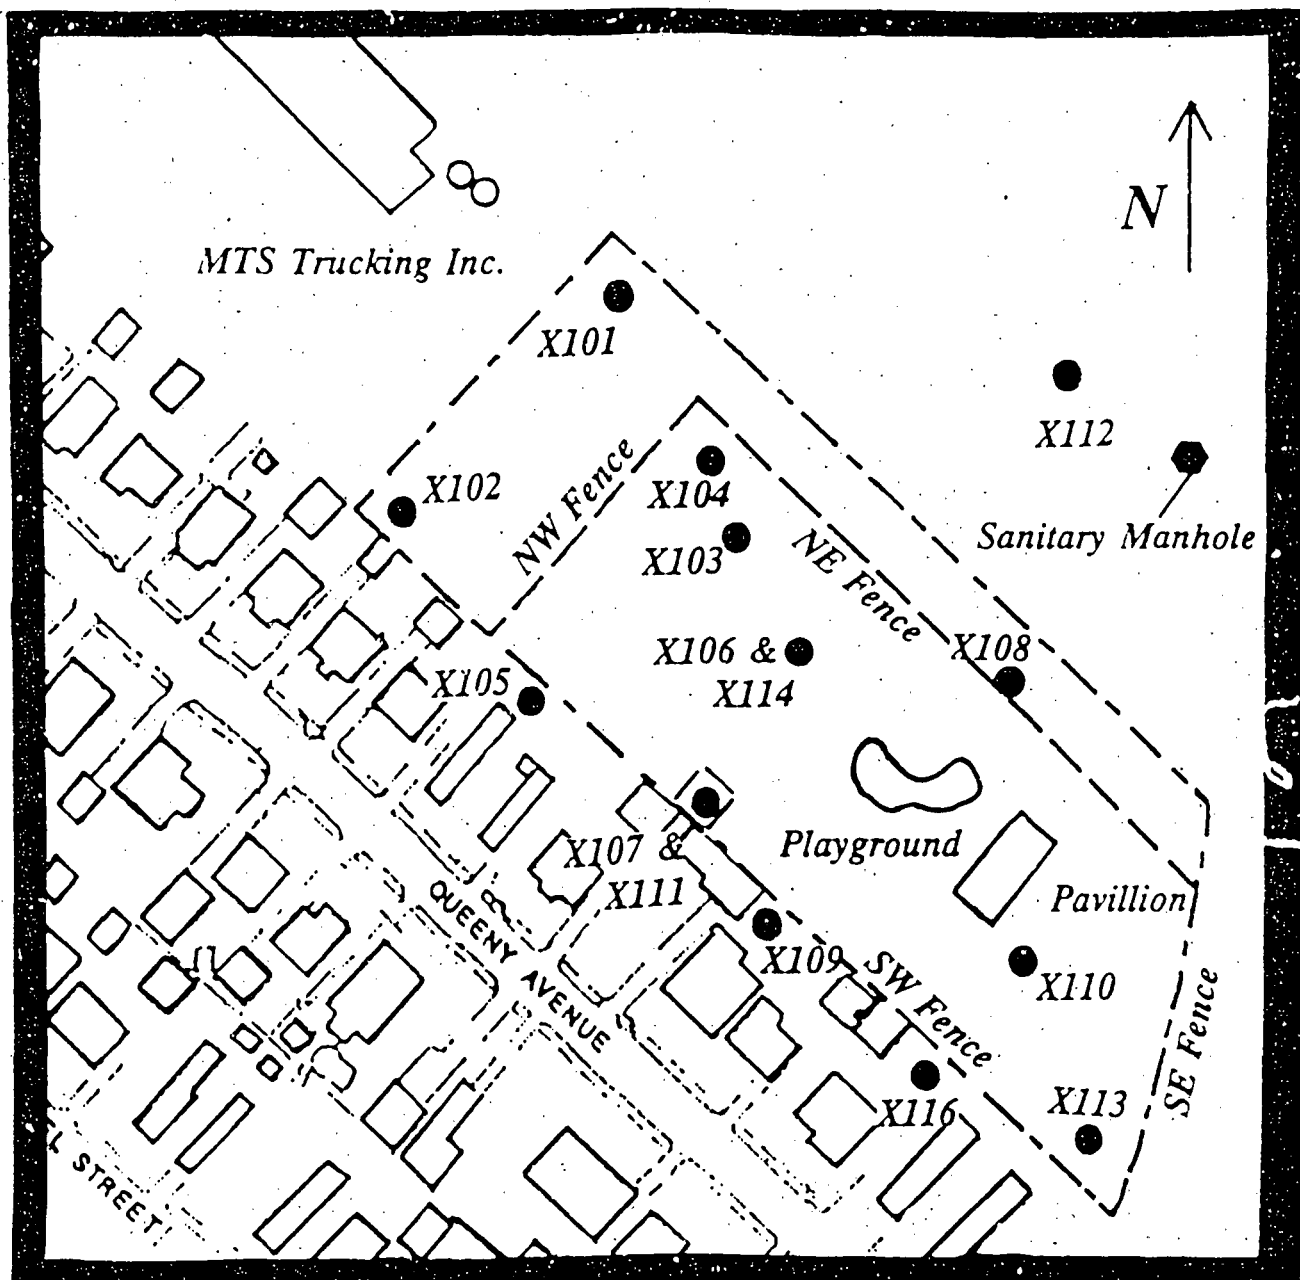 N
MTS Trucking Inc.
X101
X112
X102
NW Fence
X104
Sanitary Manhole
X103
NE Fence
X106 &
X114
X108
X105
Playground
X107 &
X111
Pavillion
QUEENY AVENUE
X109
SW Fence
X110
SE Fence
X116
X113
STREET